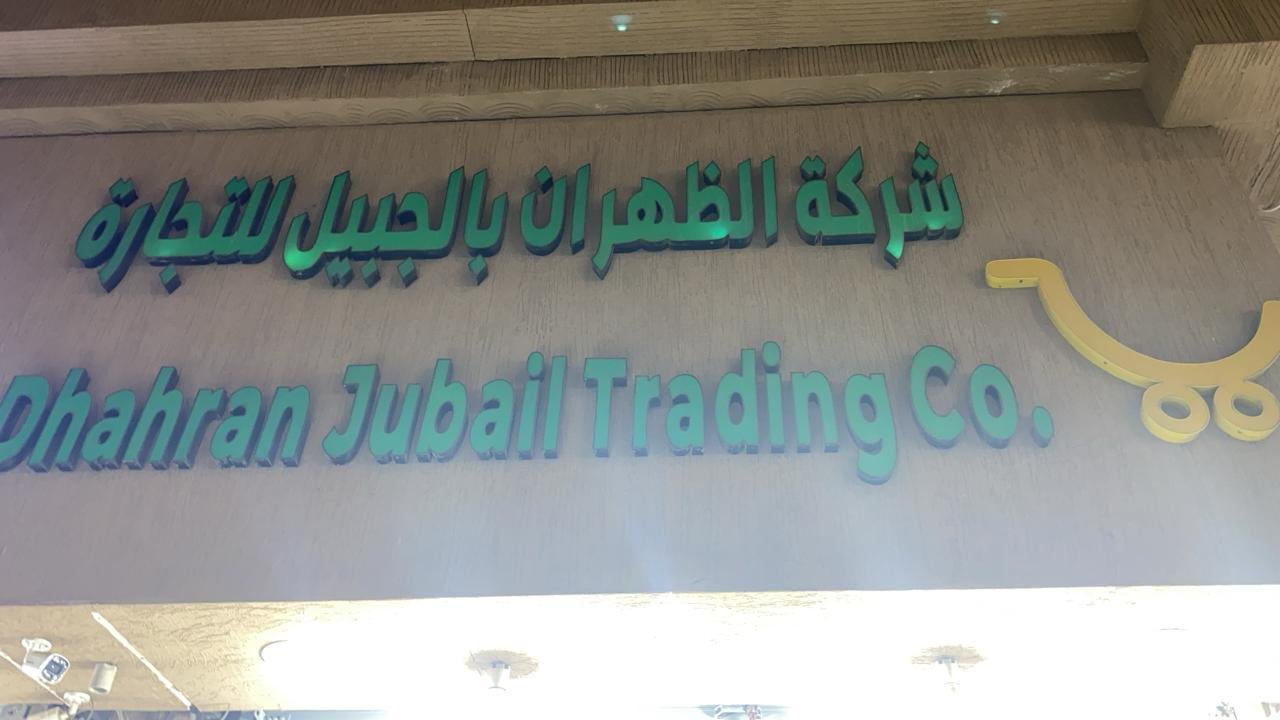 شركة الظهران بالجبيل للتجارة
Dhahran Jubail Trading Co.